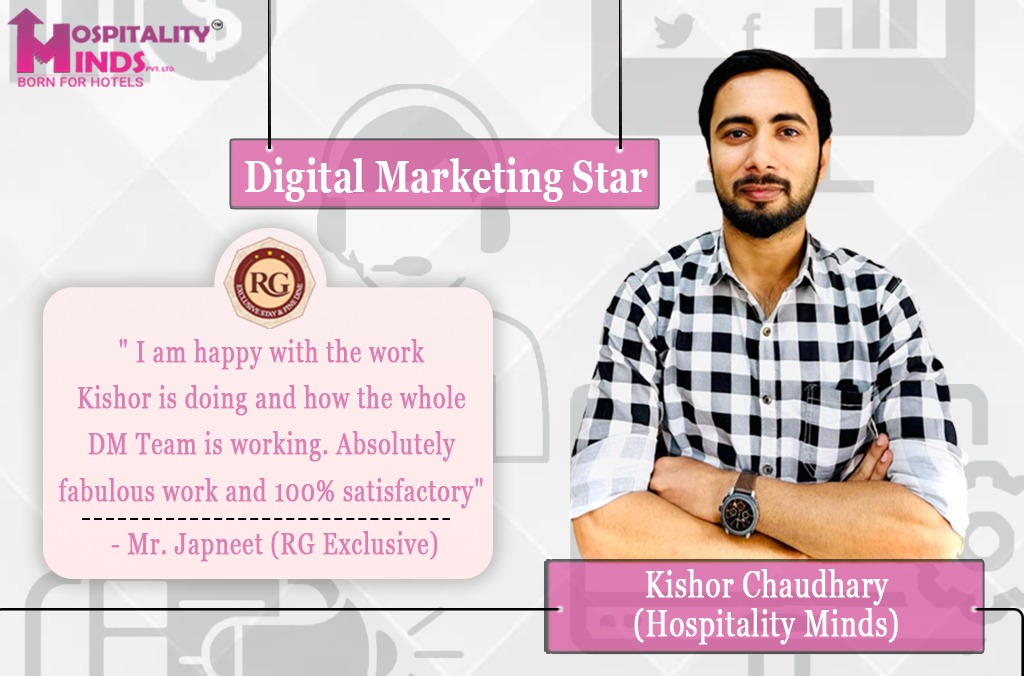 HOSPITALITY TM
MINDS PVT. LTD.
BORN FOR HOTELS
Digital Marketing Star
RG
EXCLUSIVE STAY & FINE DINE
" I am happy with the work
Kishor is doing and how the whole
DM Team is working. Absolutely
fabulous work and 100% satisfactory"
- Mr. Japneet (RG Exclusive)
Kishor Chaudhary
(Hospitality Minds)